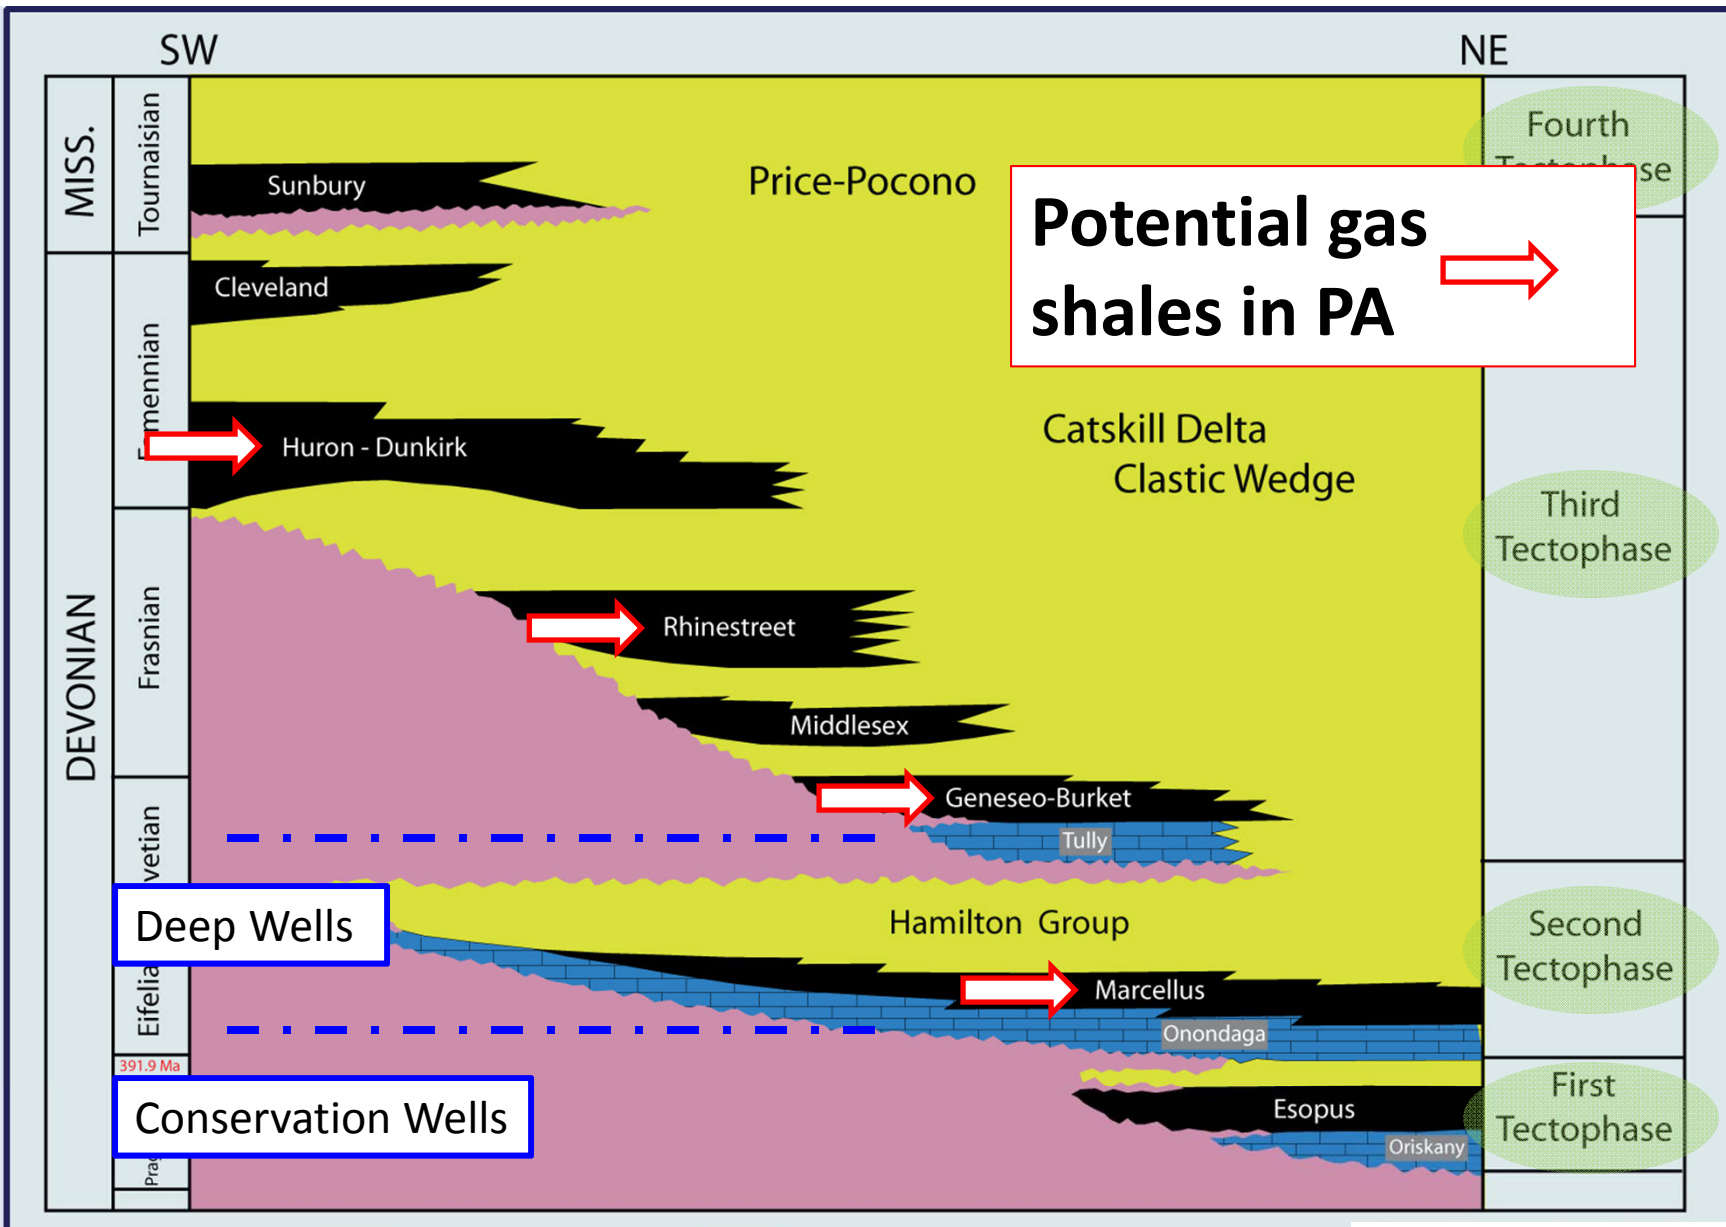 SW
NE
MISS.
Tournaisian
Sunbury
Price-Pocono
Fourth
Potential gas
shales in PA
Cleveland
Huron - Dunkirk
Catskill Delta
Clastic Wedge
Third
Tectophase
DEVONIAN
Frasnian
Rhinestreet
Middlesex
Geneseo-Burket
Tully
Deep Wells
Hamilton Group
Second
Tectophase
Marcellus
Onondaga
391.9 Ma
Conservation Wells
First
Tectophase
Esopus
Oriskany